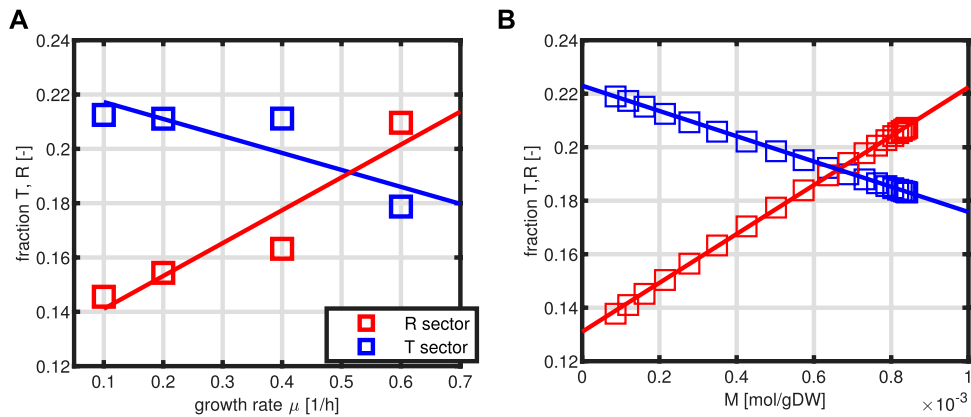 A
0.24
0.22
0.2
0.18
0.16
0.14
0.12
fraction T, R [-]
0.1 0.2 0.3 0.4 0.5 0.6 0.7
growth rate μ [1/h]
R sector
T sector
B
0.24
0.22
0.2
0.18
0.16
0.14
0.12
fraction T,R [-]
0 0.2 0.4 0.6 0.8 1
M [mol/gDW]
×10⁻³